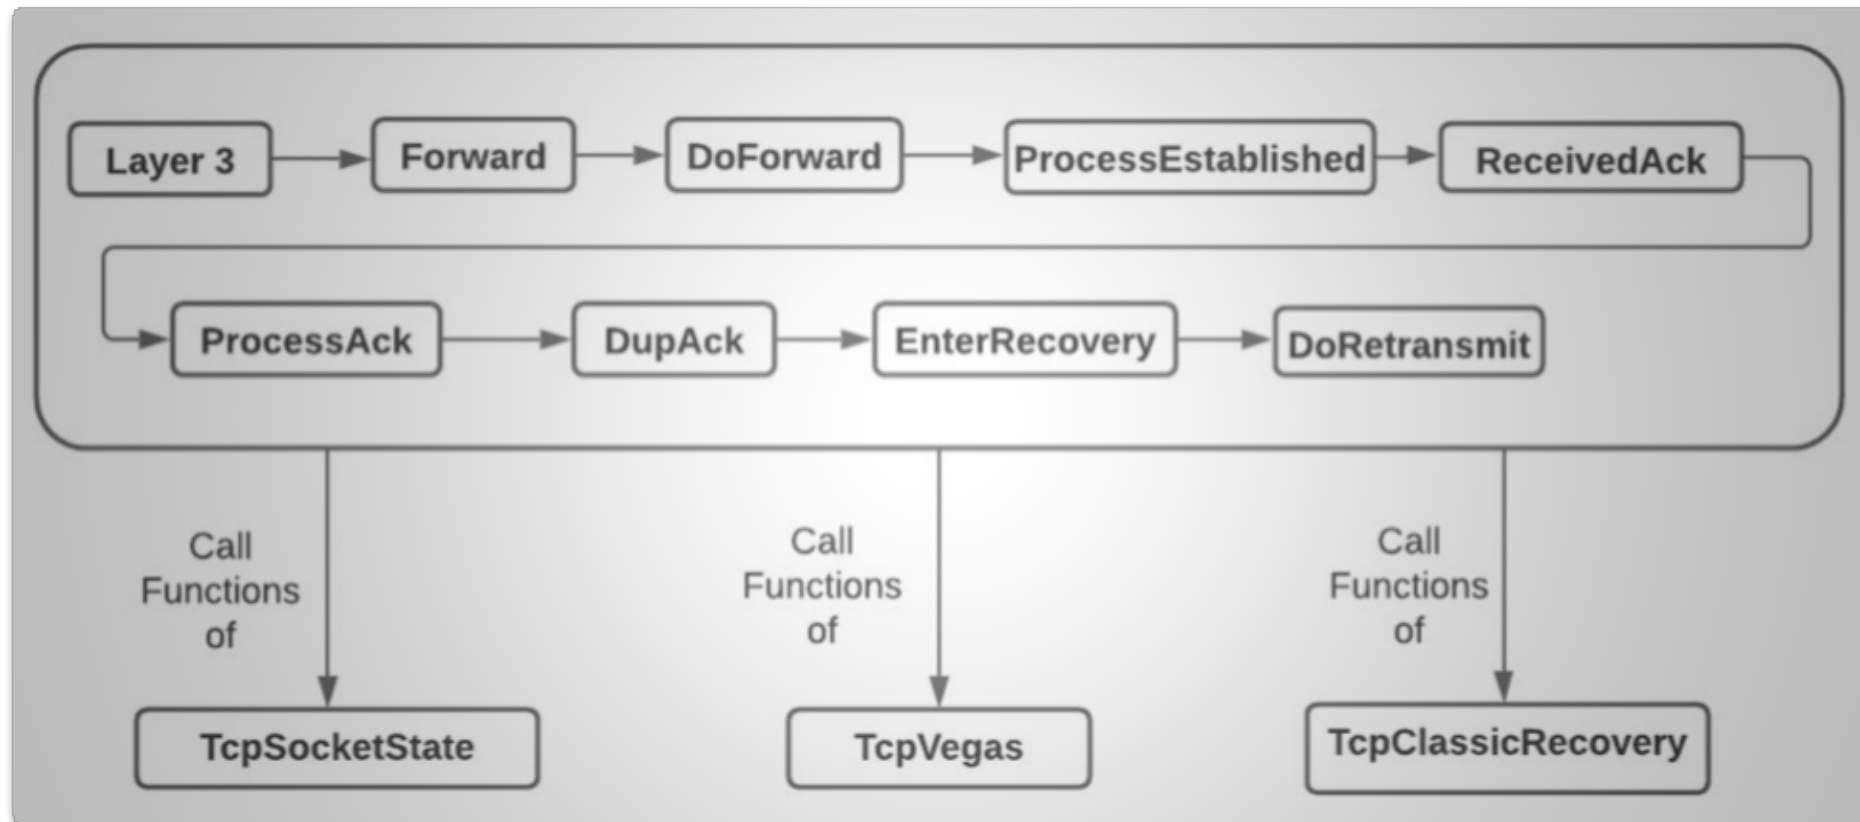 Layer 3
Forward
DoForward
ProcessEstablished
ReceivedAck
ProcessAck
DupAck
EnterRecovery
DoRetransmit
Call
Functions
of
Call
Functions
of
Call
Functions
of
TcpSocketState
TcpVegas
TcpClassicRecovery